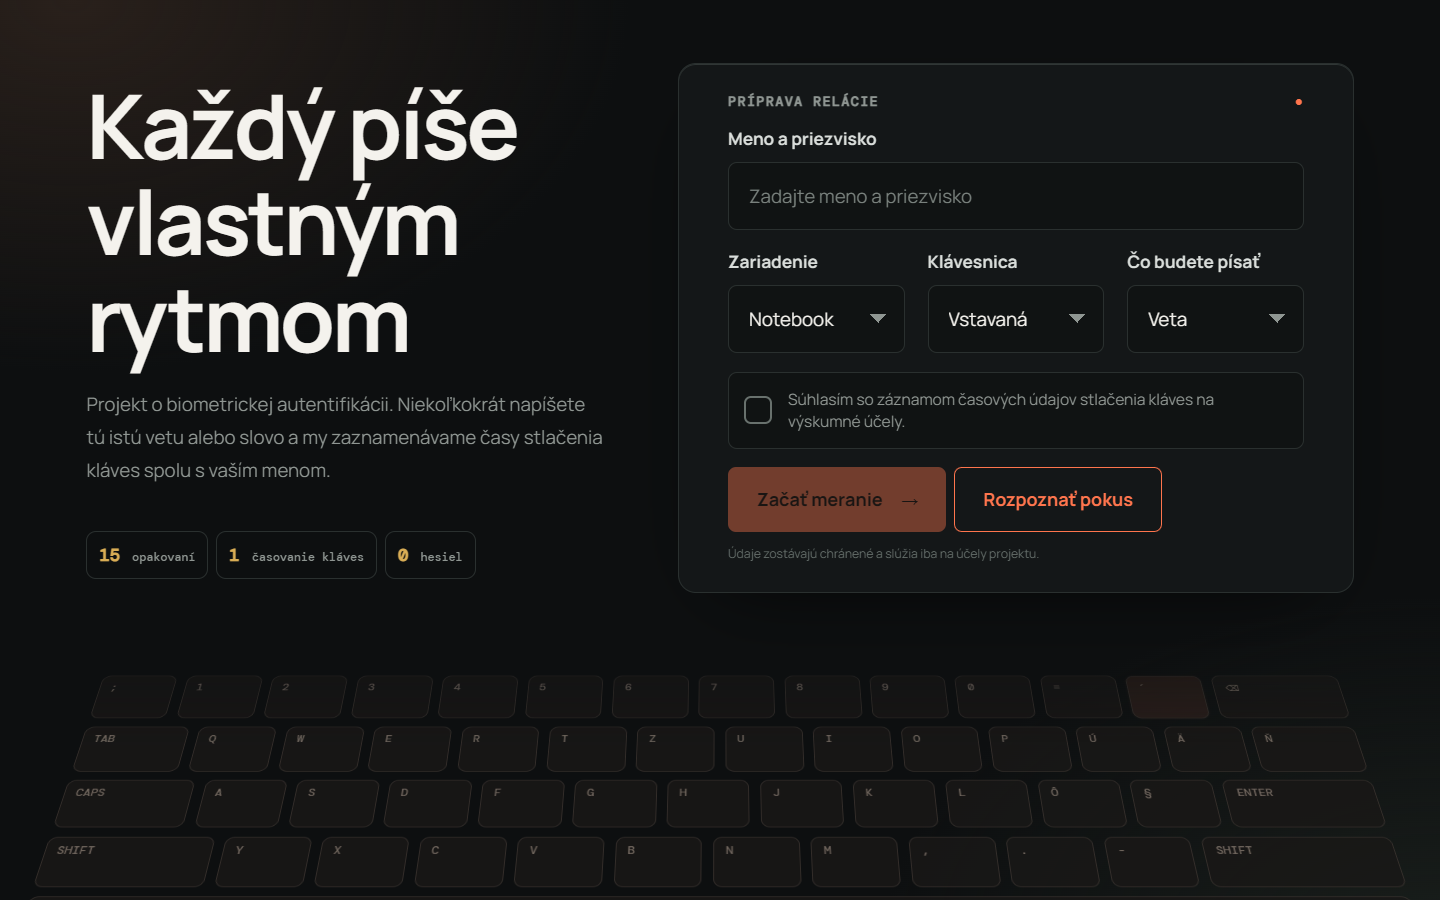 Každý píše
vlastným
rytmom
Projekt o biometrickej autentifikácii. Niekoľkokrát napíšete
tú istú vetu alebo slovo a my zaznamenávame časy stlačenia
kláves spolu s vaším menom.
15 opakovaní
1 časovanie kláves
0 hesiel
PRÍPRAVA RELÁCIE
Meno a priezvisko
Zadajte meno a priezvisko
Zariadenie Klávesnica Čo budete písať
Notebook Vstavaná Veta
Súhlasím so záznamom časových údajov stlačenia kláves na
výskumné účely.
Začať meranie → Rozpoznať pokus
Údaje zostávajú chránené a slúžia iba na účely projektu.
; 1 2 3 4 5 6 7 8 9 0 = ´ ⌫
TAB Q W E R T Z U I O P Ú Ä Ň
CAPS A S D F G H J K L Ô § ENTER
SHIFT Y X C V B N M , . - SHIFT